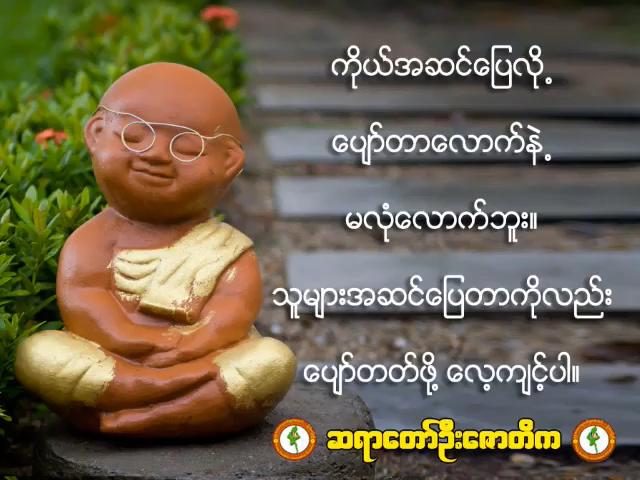 ကိုယ်အဆင်ပြေလို့
ပျော်တာလောက်နဲ့
မလုံလောက်ဘူး။
သူများအဆင်ပြေတာကိုလည်း
ပျော်တတ်ဖို့ လေ့ကျင့်ပါ။
ဆရာတော်ဦးဇောတိက